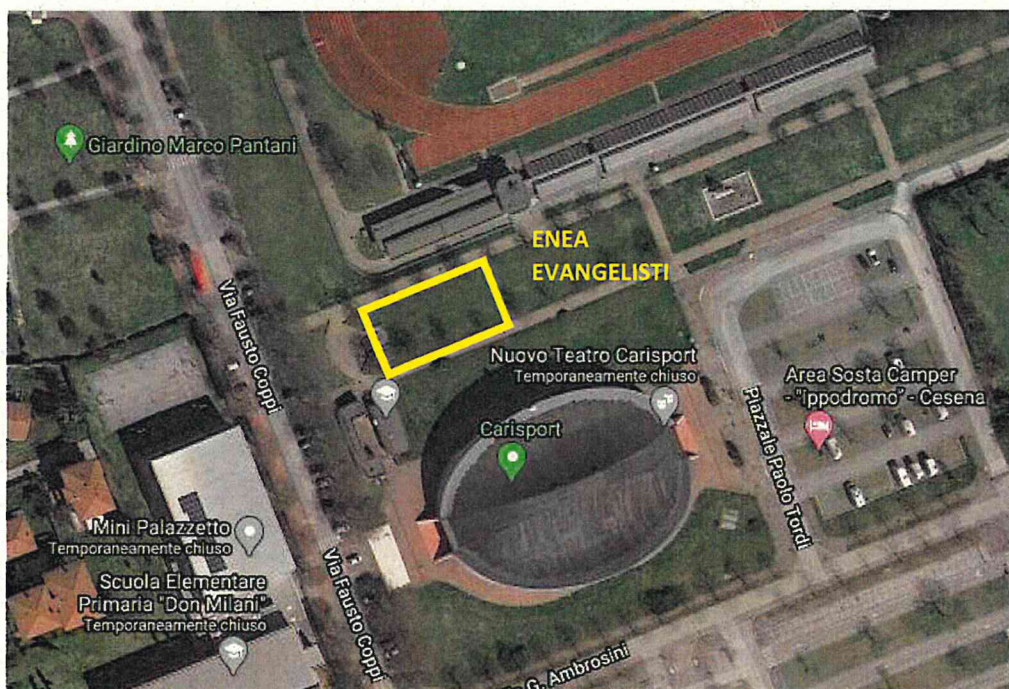 Giardino Marco Pantani
ENEA
EVANGELISTI
Via Fausto Coppi
Nuovo Teatro Carisport
Temporaneamente chiuso
Area Sosta Camper
- "ippodromo" - Cesena
Carisport
Piazzale Paolo Tordi
Mini Palazzetto
Temporaneamente chiuso
Scuola Elementare
Primaria "Don Milani"
Temporaneamente chiuso
Via Fausto Coppi
G. Ambrosini